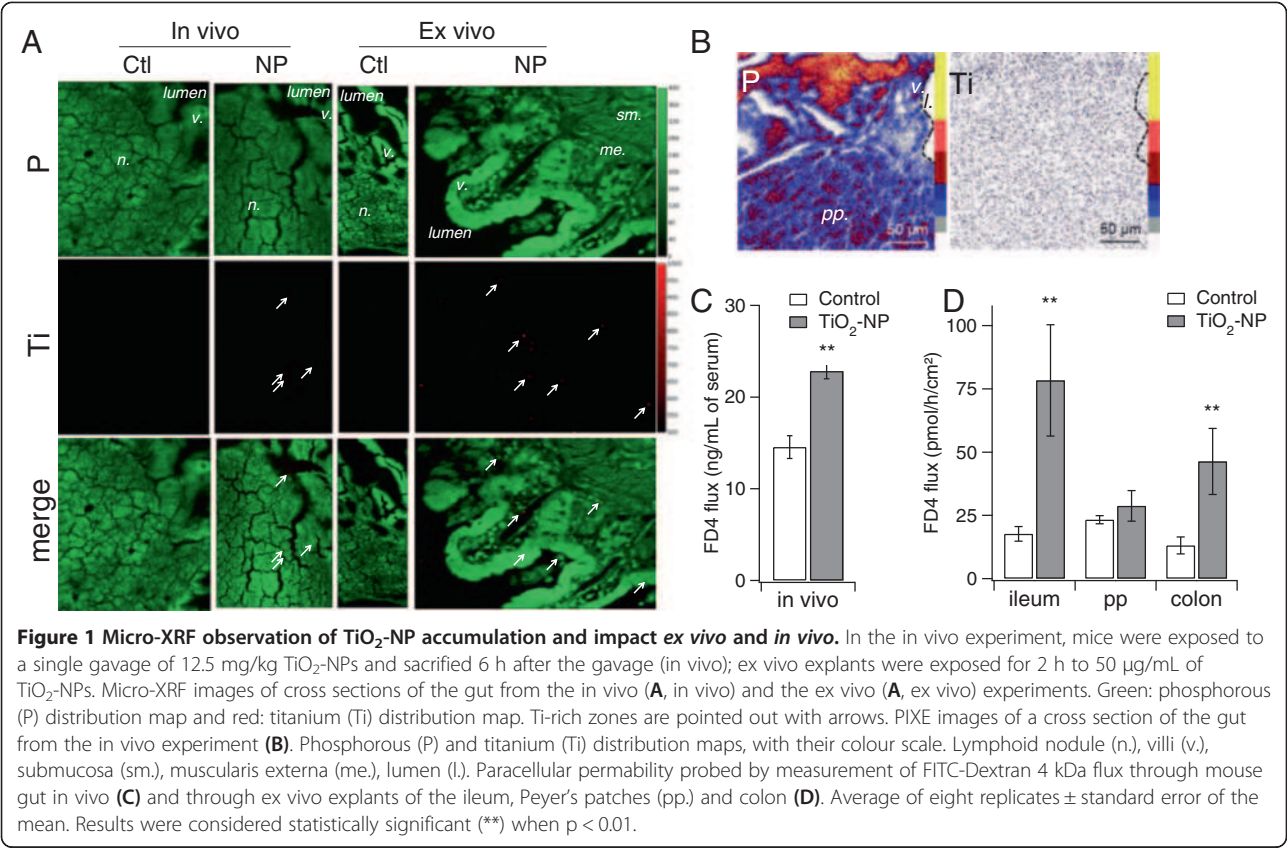 A
In vivo
Ex vivo
Ctl
NP
Ctl
NP
P
lumen
v.
n.
lumen
v.
n.
lumen
v.
n.
sm.
me.
v.
lumen
Ti
merge
B
P
v.
l.
pp.
50 µm
Ti
50 µm
C
Control
TiO₂-NP
FD4 flux (ng/mL of serum)
30
20
10
0
**
in vivo
D
Control
TiO₂-NP
FD4 flux (pmol/h/cm²)
100
75
50
25
0
**
**
ileum
pp
colon
Figure 1 Micro-XRF observation of TiO₂-NP accumulation and impact ex vivo and in vivo. In the in vivo experiment, mice were exposed to
a single gavage of 12.5 mg/kg TiO₂-NPs and sacrificed 6 h after the gavage (in vivo); ex vivo explants were exposed for 2 h to 50 µg/mL of
TiO₂-NPs. Micro-XRF images of cross sections of the gut from the in vivo (A, in vivo) and the ex vivo (A, ex vivo) experiments. Green: phosphorous
(P) distribution map and red: titanium (Ti) distribution map. Ti-rich zones are pointed out with arrows. PIXE images of a cross section of the gut
from the in vivo experiment (B). Phosphorous (P) and titanium (Ti) distribution maps, with their colour scale. Lymphoid nodule (n.), villi (v.),
submucosa (sm.), muscularis externa (me.), lumen (l.). Paracellular permability probed by measurement of FITC-Dextran 4 kDa flux through mouse
gut in vivo (C) and through ex vivo explants of the ileum, Peyer's patches (pp.) and colon (D). Average of eight replicates ± standard error of the
mean. Results were considered statistically significant (**) when p < 0.01.